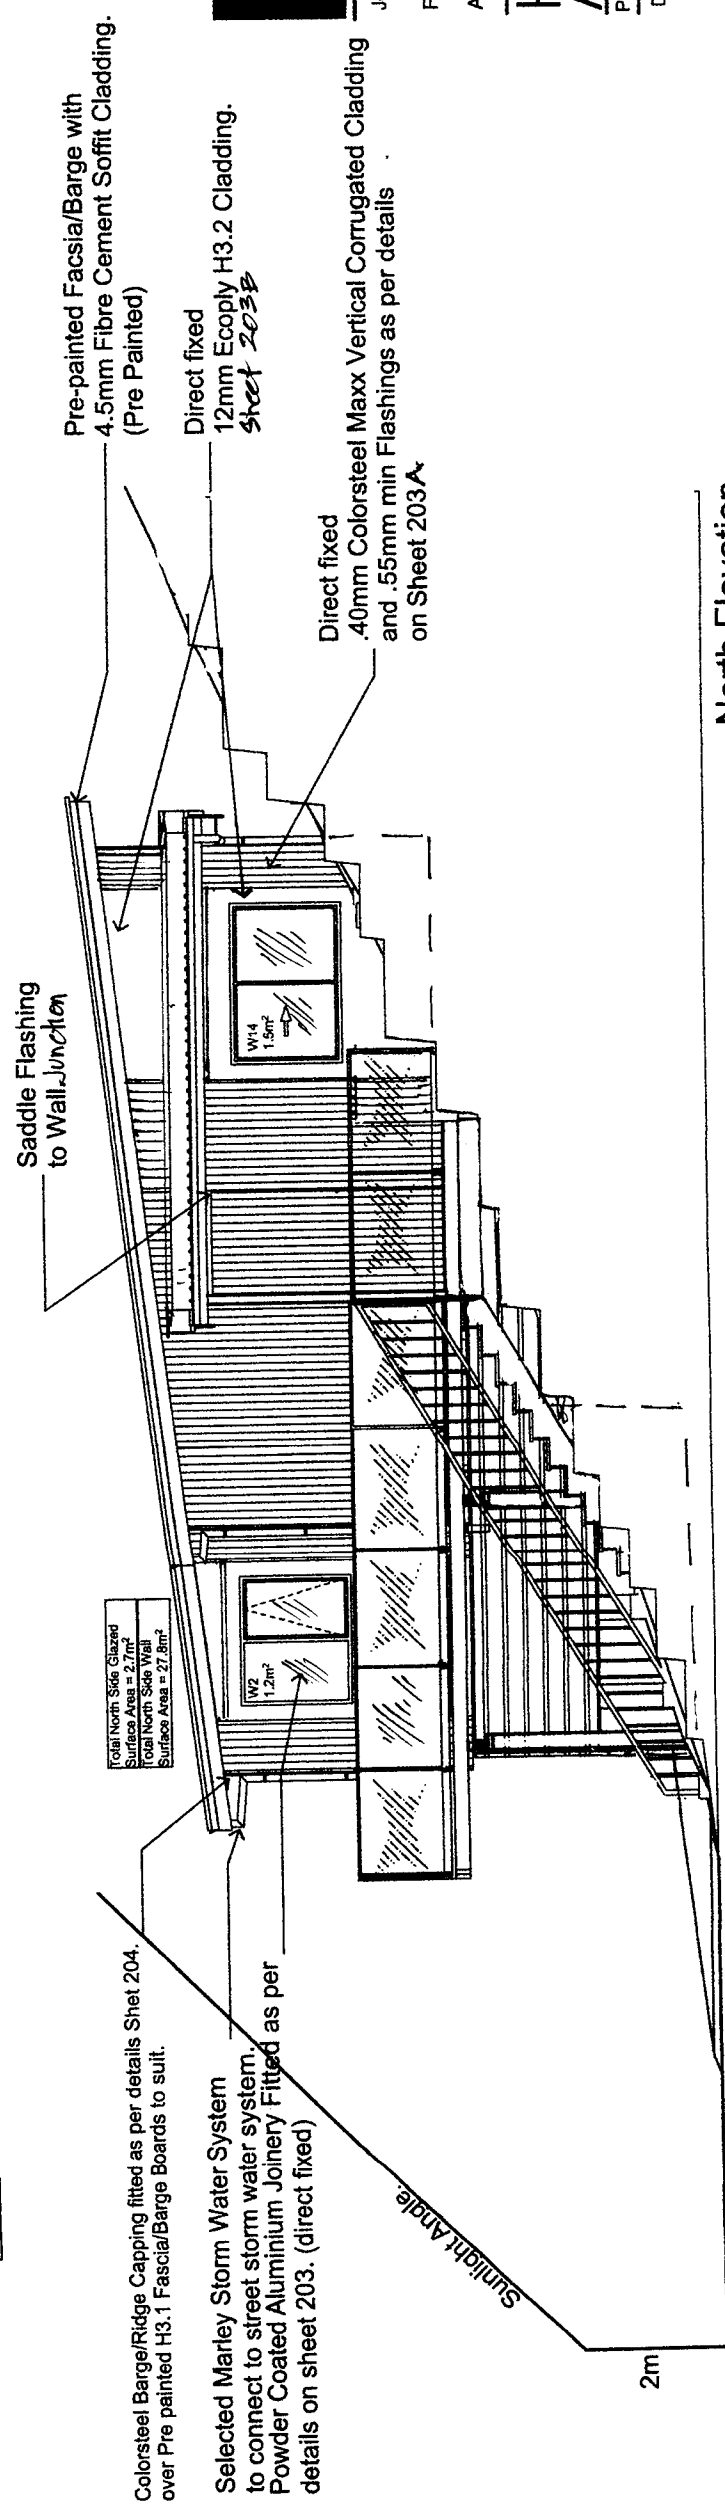 Pre-painted Facsia/Barge with
4.5mm Fibre Cement Soffit Cladding.
(Pre Painted)
Direct fixed
12mm Ecoply H3.2 Cladding.
Sheet 203B
Direct fixed
.40mm Colorsteel Maxx Vertical Corrugated Cladding
and .55mm min Flashings as per details
on Sheet 203A
Saddle Flashing
to Wall Junction
W14
1.5m²
Total North Side Glazed
Surface Area = 2.7m²
Total North Side Wall
Surface Area = 27.8m²
W2
1.2m²
Colorsteel Barge/Ridge Capping fitted as per details Shet 204.
over Pre painted H3.1 Fascia/Barge Boards to suit.
Selected Marley Storm Water System
to connect to street storm water system.
Powder Coated Aluminium Joinery Fitted as per
details on sheet 203. (direct fixed)
Sunlight Angle.
2m
North Elevation